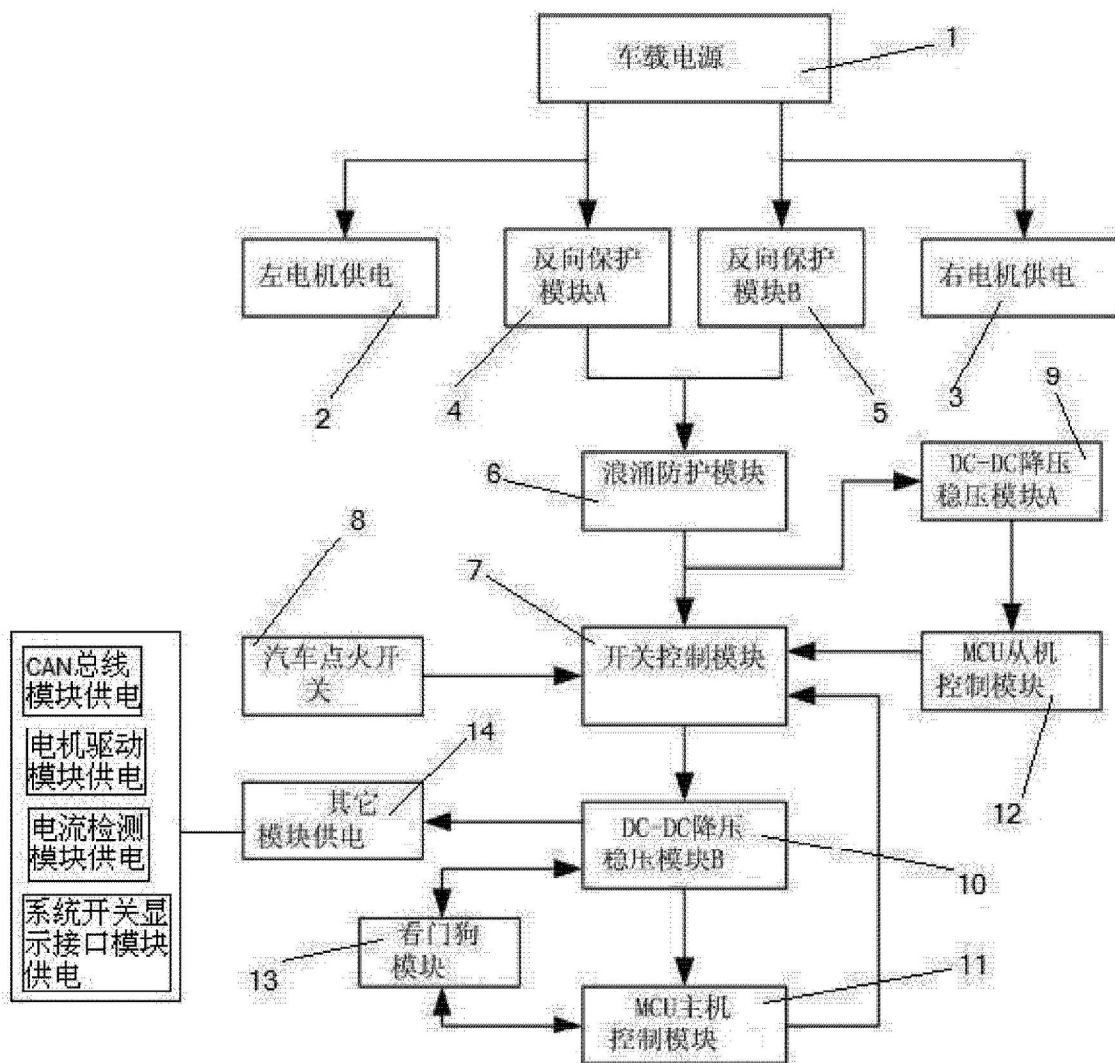 车载电源
1
左电机供电
反向保护
模块A
反向保护
模块B
右电机供电
2
4
5
3
9
浪涌防护模块
6
DC-DC降压
稳压模块A
8
7
汽车点火开
关
开关控制模块
MCU从机
控制模块
12
CAN总线
模块供电
电机驱动
模块供电
电流检测
模块供电
系统开关显
示接口模块
供电
14
其它
模块供电
DC-DC降压
稳压模块B
10
看门狗
模块
13
MCU主机
控制模块
11